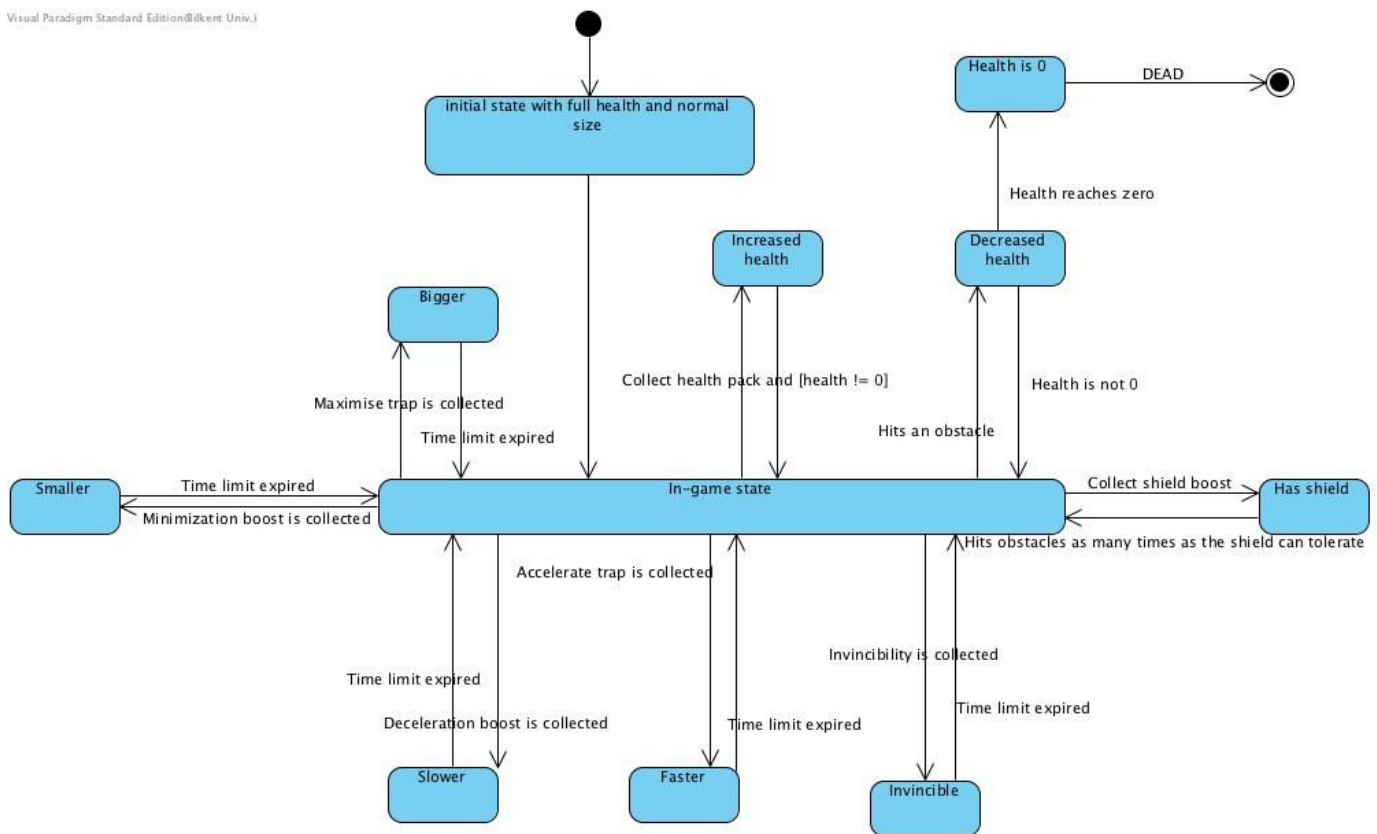 Visual Paradigm Standard Edition(Bilkent Univ.)
Health is 0
DEAD
initial state with full health and normal
size
Health reaches zero
Increased
health
Decreased
health
Bigger
Collect health pack and [health != 0]
Health is not 0
Maximise trap is collected
Time limit expired
Hits an obstacle
Smaller
Time limit expired
In-game state
Collect shield boost
Has shield
Minimization boost is collected
Hits obstacles as many times as the shield can tolerate
Accelerate trap is collected
Time limit expired
Invincibility is collected
Deceleration boost is collected
Time limit expired
Time limit expired
Slower
Faster
Invincible